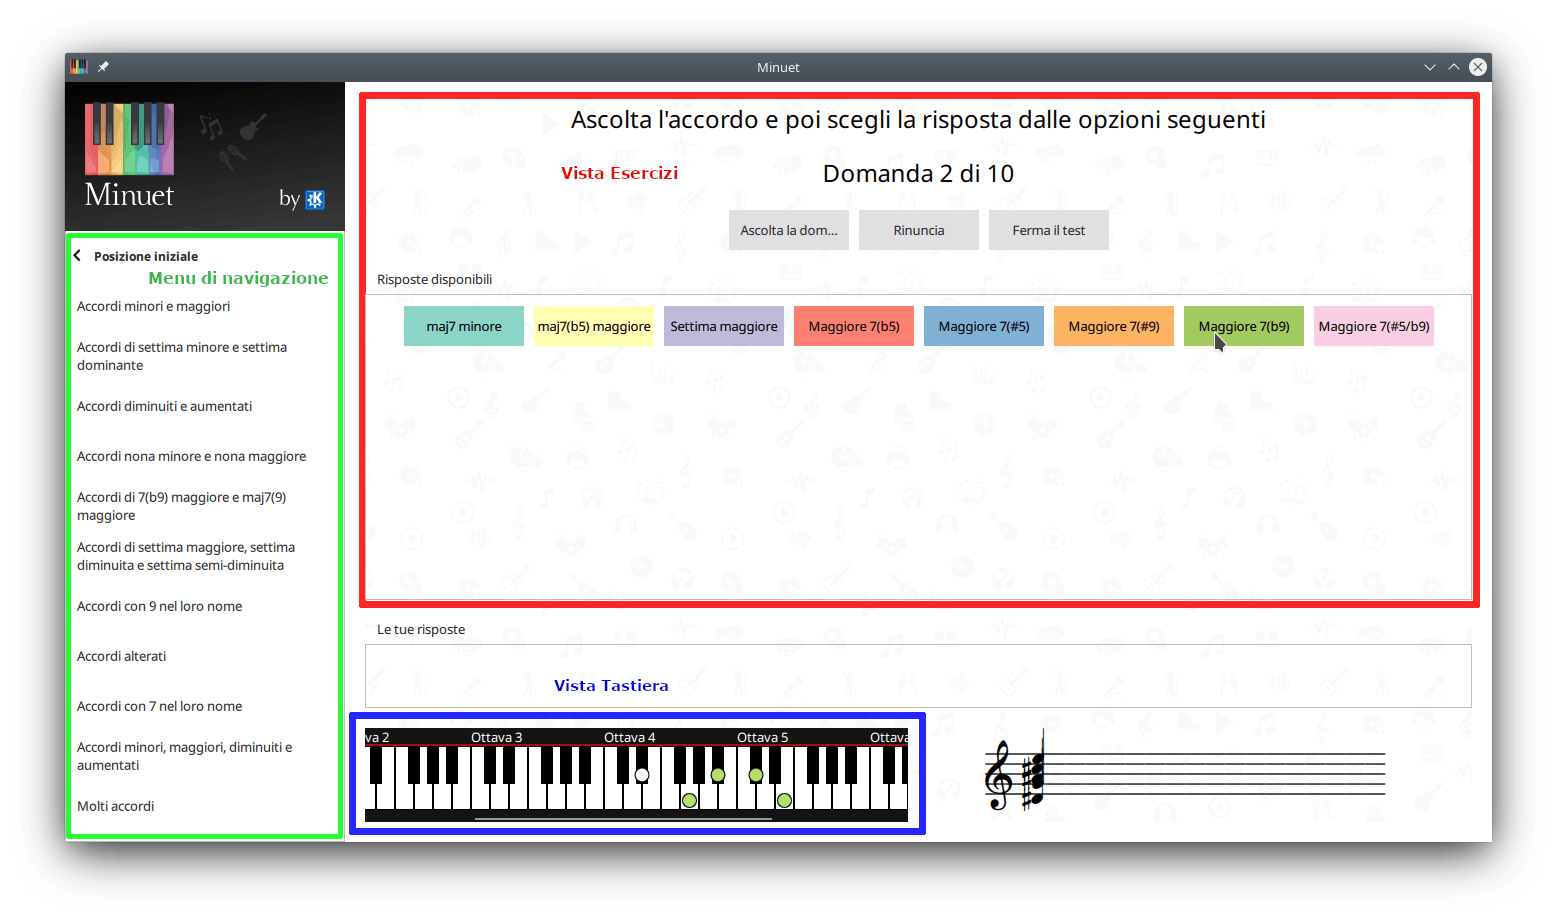 Minuet
Minuet
by
Posizione iniziale
Menu di navigazione
Accordi minori e maggiori
Accordi di settima minore e settima
dominante
Accordi diminuiti e aumentati
Accordi nona minore e nona maggiore
Accordi di 7(b9) maggiore e maj7(9)
maggiore
Accordi di settima maggiore, settima
diminuita e settima semi-diminuita
Accordi con 9 nel loro nome
Accordi alterati
Accordi con 7 nel loro nome
Accordi minori, maggiori, diminuiti e
aumentati
Molti accordi
Ascolta l'accordo e poi scegli la risposta dalle opzioni seguenti
Vista Esercizi
Domanda 2 di 10
Ascolta la dom...
Rinuncia
Ferma il test
Risposte disponibili
maj7 minore
maj7(b5) maggiore
Settima maggiore
Maggiore 7(b5)
Maggiore 7(#5)
Maggiore 7(#9)
Maggiore 7(b9)
Maggiore 7(#5/b9)
Le tue risposte
Vista Tastiera
va 2
Ottava 3
Ottava 4
Ottava 5
Ottava